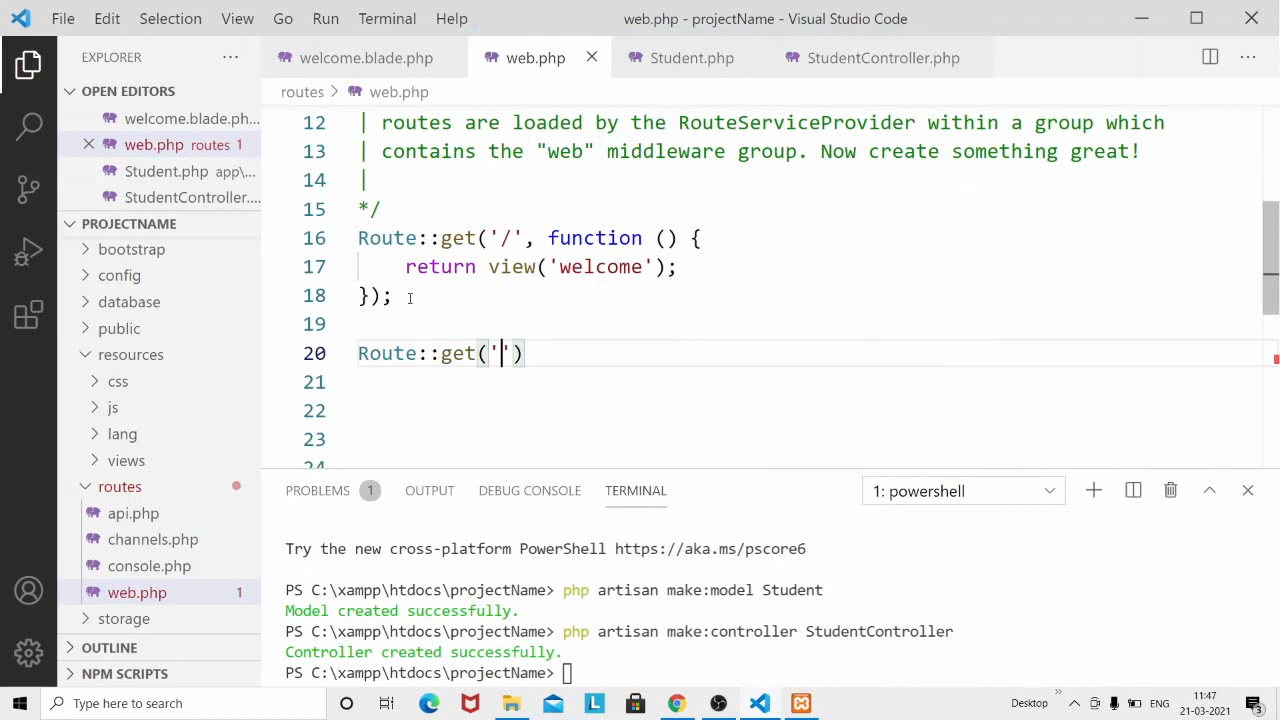 File Edit Selection View Go Run Terminal Help web.php - projectName - Visual Studio Code
EXPLORER
welcome.blade.php web.php Student.php StudentController.php
OPEN EDITORS
welcome.blade.ph...
web.php routes 1
Student.php app\...
StudentController....
PROJECTNAME
bootstrap
config
database
public
resources
css
js
lang
views
routes
api.php
channels.php
console.php
web.php 1
storage
OUTLINE
NPM SCRIPTS
routes > web.php
12 | routes are loaded by the RouteServiceProvider within a group which
13 | contains the "web" middleware group. Now create something great!
14 |
15 */
16 Route::get('/', function () {
17 return view('welcome');
18 });
19
20 Route::get('')
21
22
23
24
PROBLEMS 1 OUTPUT DEBUG CONSOLE TERMINAL 1: powershell
Try the new cross-platform PowerShell https://aka.ms/pscore6
PS C:\xampp\htdocs\projectName> php artisan make:model Student
Model created successfully.
PS C:\xampp\htdocs\projectName> php artisan make:controller StudentController
Controller created successfully.
PS C:\xampp\htdocs\projectName>
Type here to search Desktop ENG 11:47
21-03-2021 3